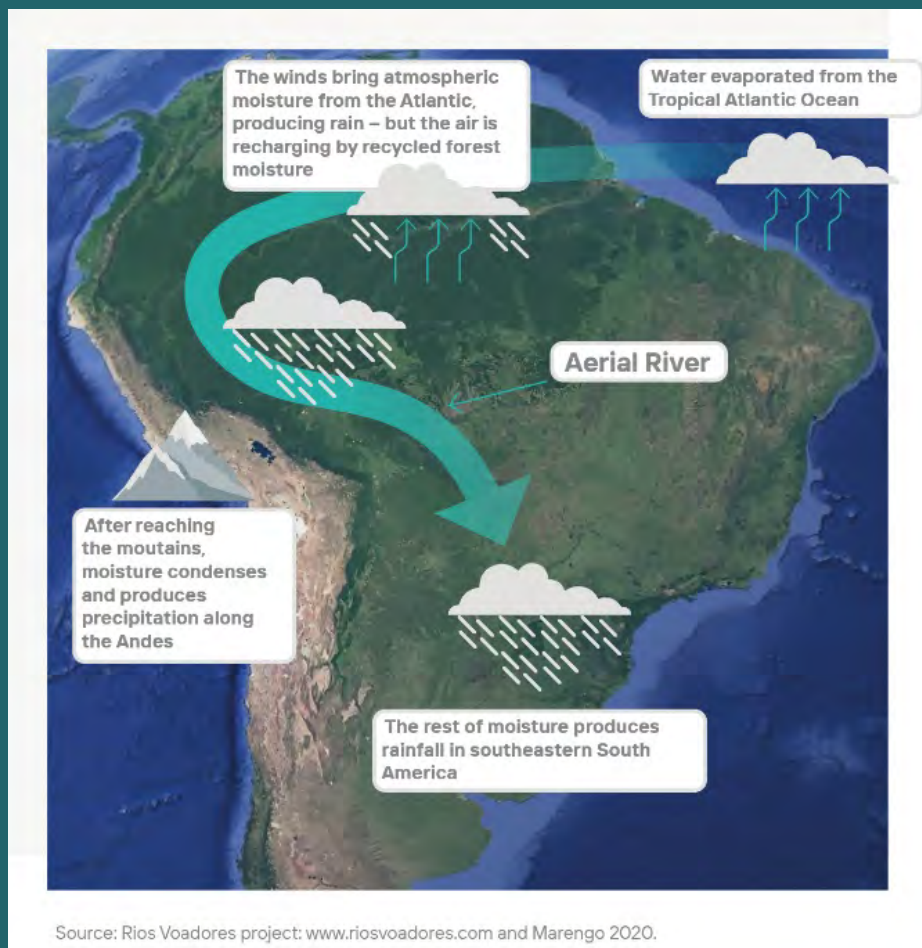 The winds bring atmospheric
moisture from the Atlantic,
producing rain – but the air is
recharging by recycled forest
moisture
Water evaporated from the
Tropical Atlantic Ocean
Aerial River
After reaching
the moutains,
moisture condenses
and produces
precipitation along
the Andes
The rest of moisture produces
rainfall in southeastern South
America
Source: Rios Voadores project: www.riosvoadores.com and Marengo 2020.